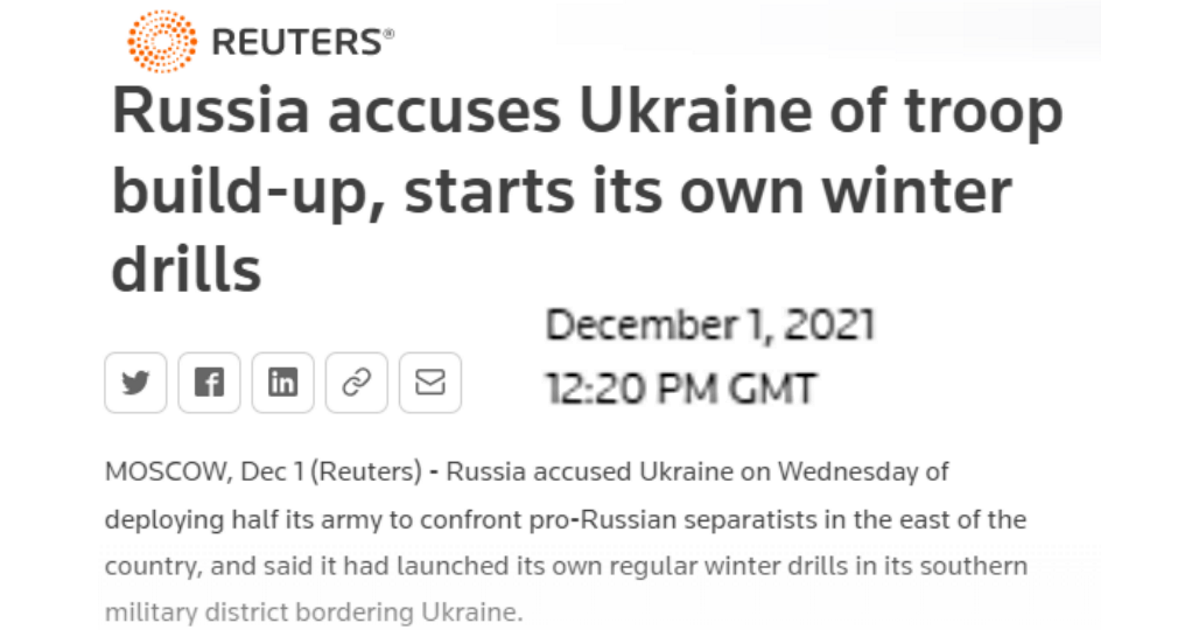 REUTERS®
Russia accuses Ukraine of troop
build-up, starts its own winter
drills
December 1, 2021
12:20 PM GMT
MOSCOW, Dec 1 (Reuters) - Russia accused Ukraine on Wednesday of
deploying half its army to confront pro-Russian separatists in the east of the
country, and said it had launched its own regular winter drills in its southern
military district bordering Ukraine.